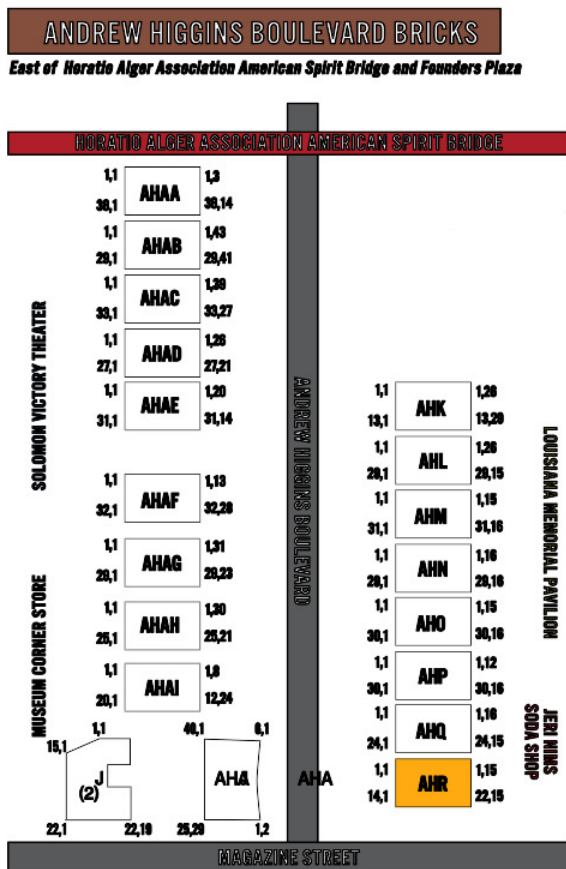 ANDREW HIGGINS BOULEVARD BRICKS
East of Horatio Alger Association American Spirit Bridge and Founders Plaza
HORATIO ALGER ASSOCIATION AMERICAN SPIRIT BRIDGE
SOLOMON VICTORY THEATER
MUSEUM CORNER STORE
1,1 1,3
AHAA
38,1 38,14
1,1 1,43
AHAB
29,1 29,41
1,1 1,39
AHAC
33,1 33,27
1,1 1,26
AHAD
27,1 27,21
1,1 1,20
AHAE
31,1 31,14
1,1 1,13
AHAF
32,1 32,28
1,1 1,31
AHAG
29,1 29,23
1,1 1,30
AHAH
25,1 25,21
1,1 1,8
AHAI
20,1 12,24
1,1
15,1
J
(2)
22,1 22,19
40,1 6,1
25,29 1,2
AHA
ANDREW HIGGINS BOULEVARD
1,1 1,26
AHK
13,1 13,29
1,1 1,26
AHL
29,1 29,15
1,1 1,15
AHM
31,1 31,16
1,1 1,16
AHN
29,1 29,16
1,1 1,15
AHO
30,1 30,16
1,1 1,12
AHP
30,1 30,16
1,1 1,16
AHQ
24,1 24,15
1,1 1,15
AHR
14,1 22,15
LOUISIANA MEMORIAL PAVILION
JERI NIMS
SODA SHOP
MAGAZINE STREET